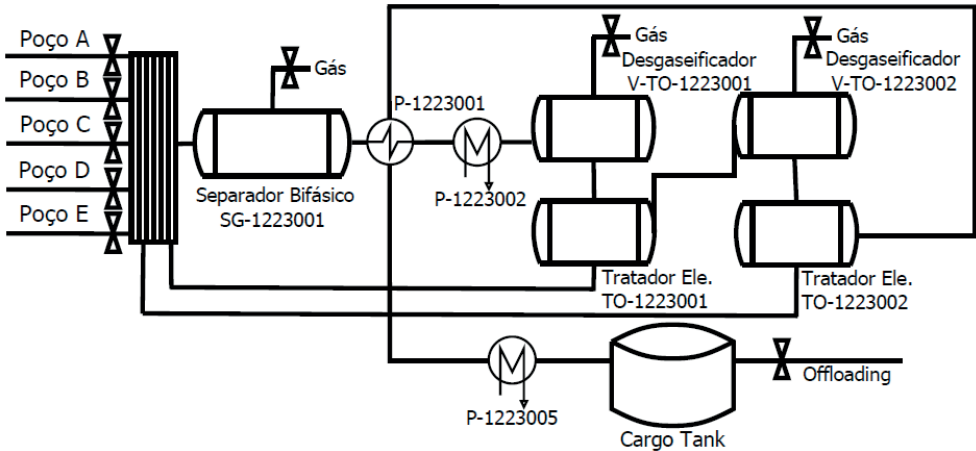 Poço A
Poço B
Poço C
Poço D
Poço E
Gás
Separador Bifásico
SG-1223001
P-1223001
P-1223002
Gás
Desgaseificador
V-TO-1223001
Tratador Ele.
TO-1223001
Gás
Desgaseificador
V-TO-1223002
Tratador Ele.
TO-1223002
P-1223005
Cargo Tank
Offloading